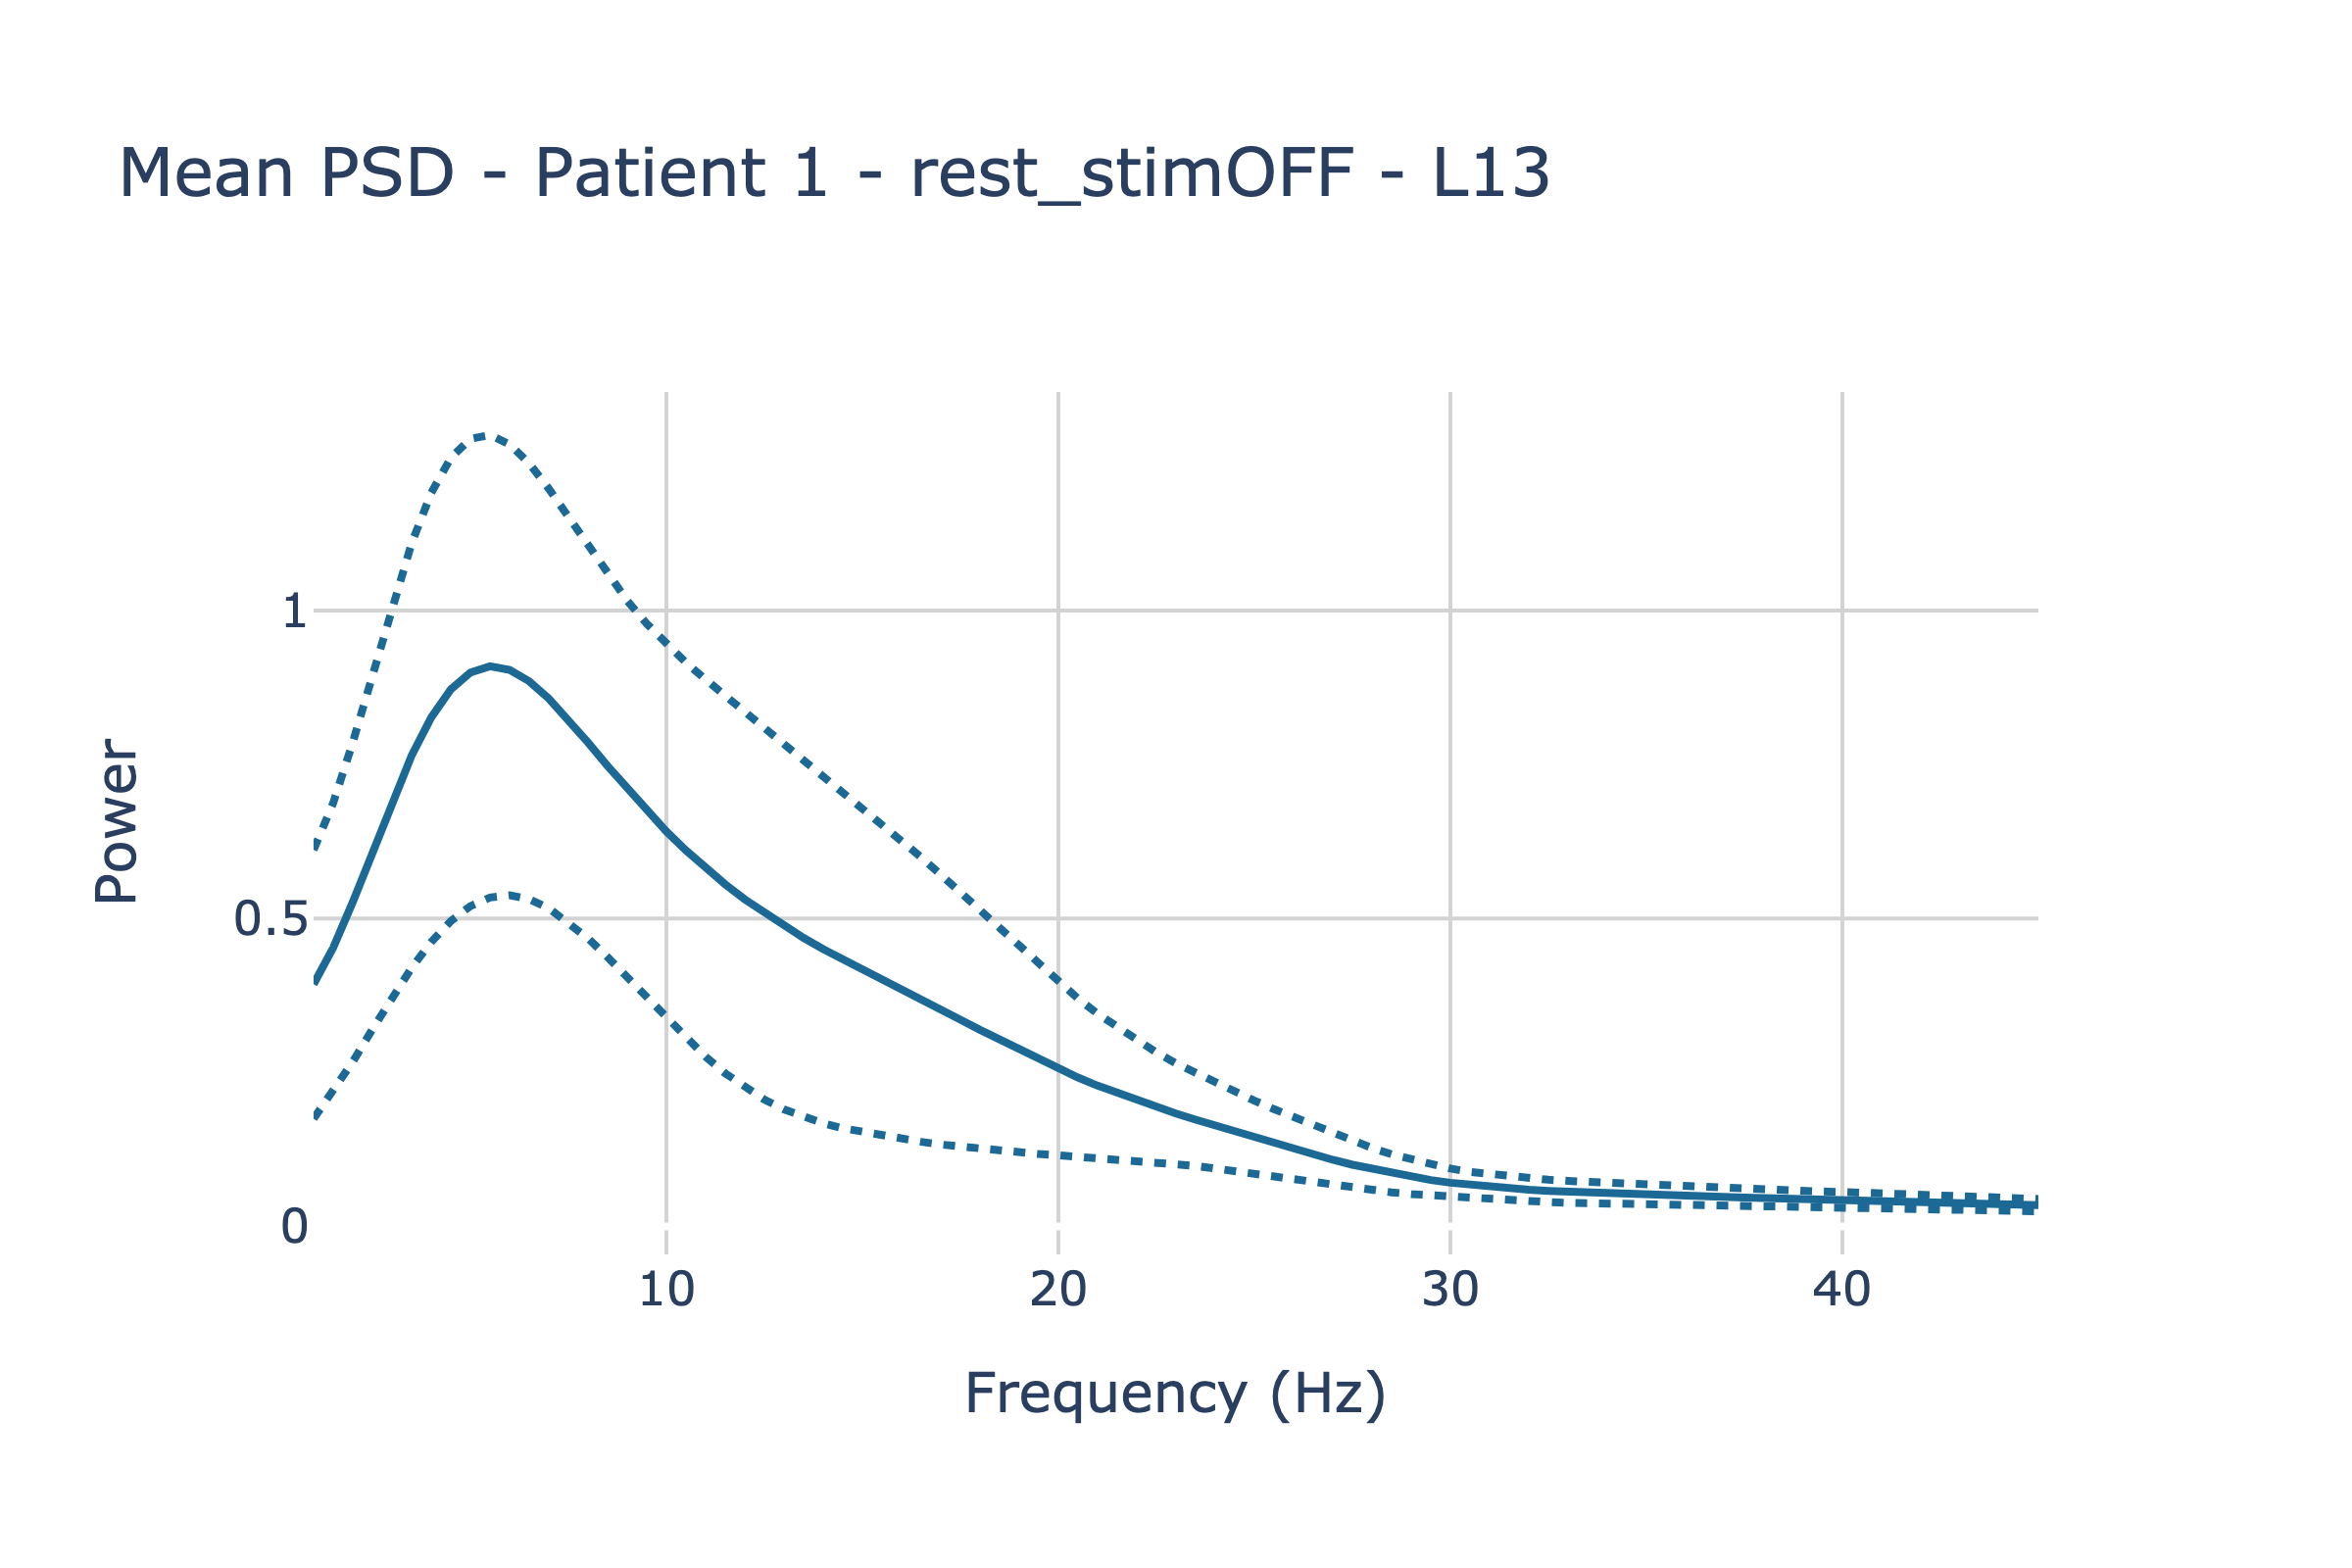 Mean PSD - Patient 1 - rest_stimOFF - L13
Power
1
0.5
0
10 20 30 40
Frequency (Hz)